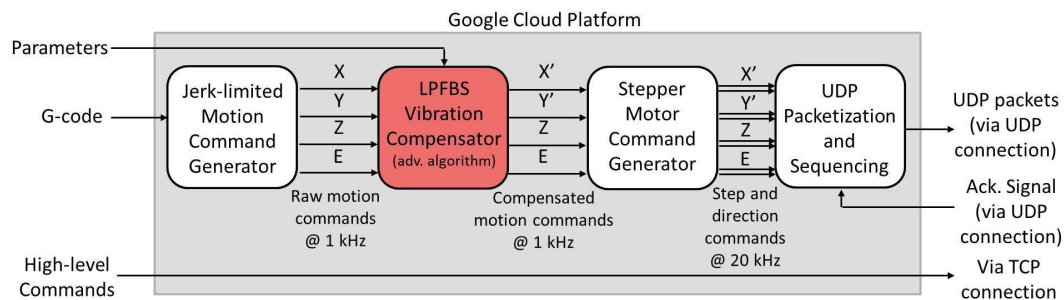 Google Cloud Platform
Parameters
G-code
High-level
Commands
Jerk-limited
Motion
Command
Generator
X
Y
Z
E
Raw motion
commands
@ 1 kHz
LPFBS
Vibration
Compensator
(adv. algorithm)
X’
Y’
Z
E
Compensated
motion commands
@ 1 kHz
Stepper
Motor
Command
Generator
X’
Y’
Z
E
Step and
direction
commands
@ 20 kHz
UDP
Packetization
and
Sequencing
UDP packets
(via UDP
connection)
Ack. Signal
(via UDP
connection)
Via TCP
connection